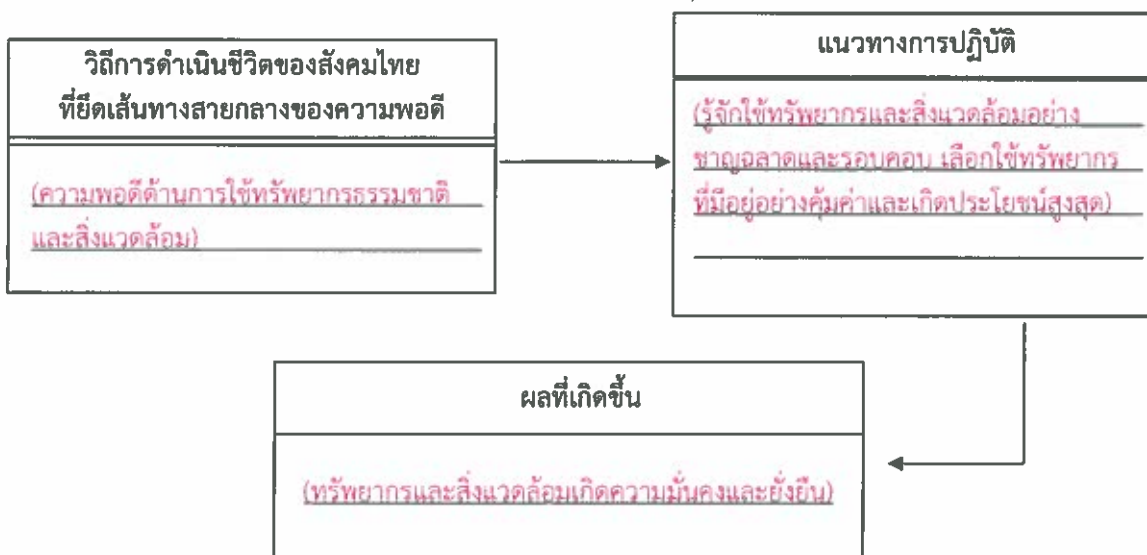 วิถีการดำเนินชีวิตของสังคมไทย
ที่ยึดเส้นทางสายกลางของความพอดี
(ความพอดีด้านการใช้ทรัพยากรธรรมชาติ
และสิ่งแวดล้อม)
แนวทางการปฏิบัติ
(รู้จักใช้ทรัพยากรและสิ่งแวดล้อมอย่าง
ชาญฉลาดและรอบคอบ เลือกใช้ทรัพยากร
ที่มีอยู่อย่างคุ้มค่าและเกิดประโยชน์สูงสุด)
ผลที่เกิดขึ้น
(ทรัพยากรและสิ่งแวดล้อมเกิดความมั่นคงและยั่งยืน)